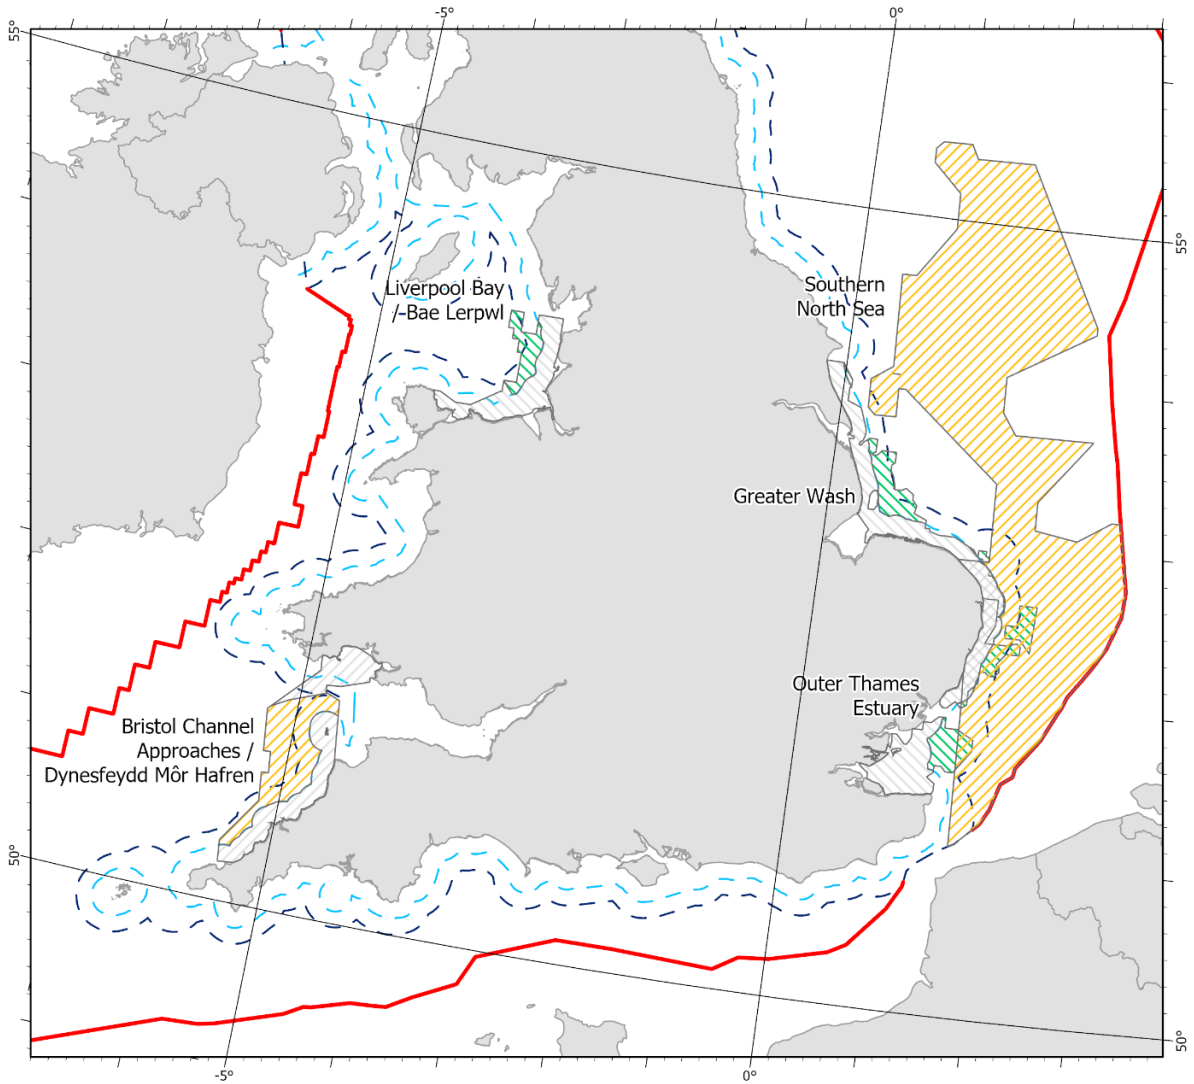 -5°
0°
55°
55°
Southern
North Sea
Liverpool Bay
/ Bae Lerpwl
Greater Wash
Outer Thames
Estuary
Bristol Channel
Approaches /
Dynesfeydd Môr Hafren
50°
50°
-5°
0°